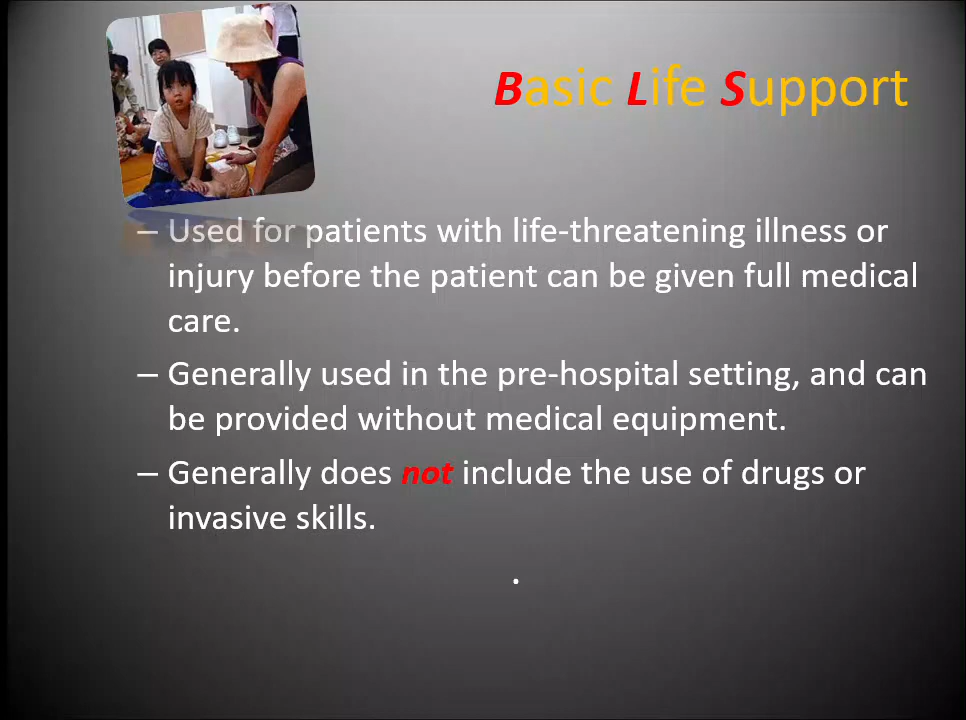 Basic Life Support
– Used for patients with life-threatening illness or
injury before the patient can be given full medical
care.
– Generally used in the pre-hospital setting, and can
be provided without medical equipment.
– Generally does not include the use of drugs or
invasive skills.
.